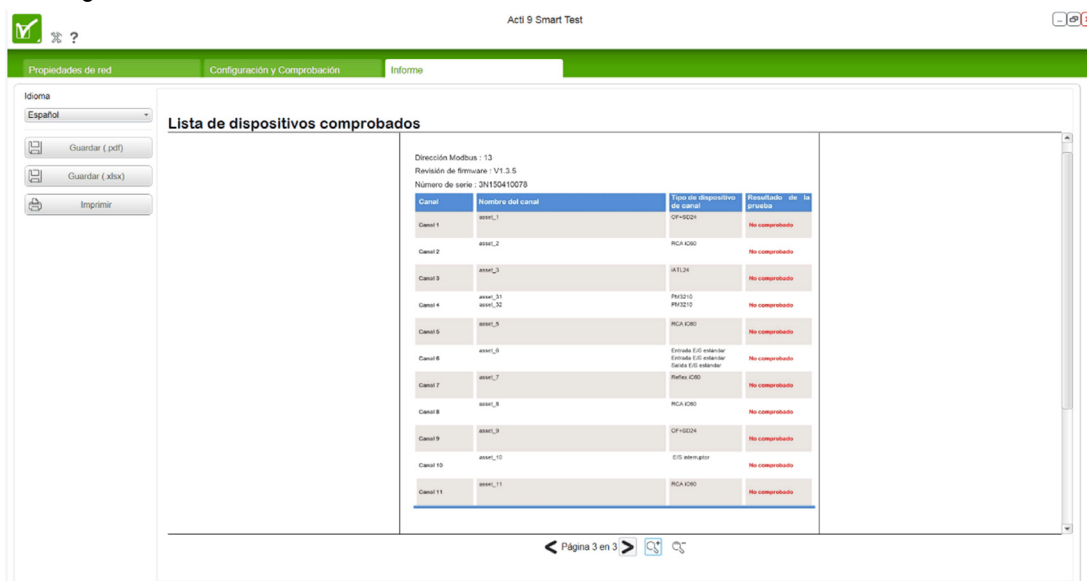 Acti 9 Smart Test
?
Propiedades de red
Configuración y Comprobación
Informe
Idioma
Español
Guardar (.pdf)
Guardar (.xlsx)
Imprimir
Lista de dispositivos comprobados
Dirección Modbus : 13
Revisión de firmware : V1.3.5
Número de serie : 3N150410078
Canal Nombre del canal Tipo de dispositivo de canal Resultado de la prueba
Canal 1 asset_1 OF+SD24 No comprobado
Canal 2 asset_2 RCA iC60 No comprobado
Canal 3 asset_3 iATL24 No comprobado
Canal 4 asset_31 PM3210 No comprobado
asset_32 PM3210
Canal 5 asset_5 RCA iC60 No comprobado
Canal 6 asset_6 Entrada E/S estándar No comprobado
Entrada E/S estándar
Salida E/S estándar
Canal 7 asset_7 Reflex iC60 No comprobado
Canal 8 asset_8 RCA iC60 No comprobado
Canal 9 asset_9 OF+SD24 No comprobado
Canal 10 asset_10 E/S interruptor No comprobado
Canal 11 asset_11 RCA iC60 No comprobado
Página 3 en 3